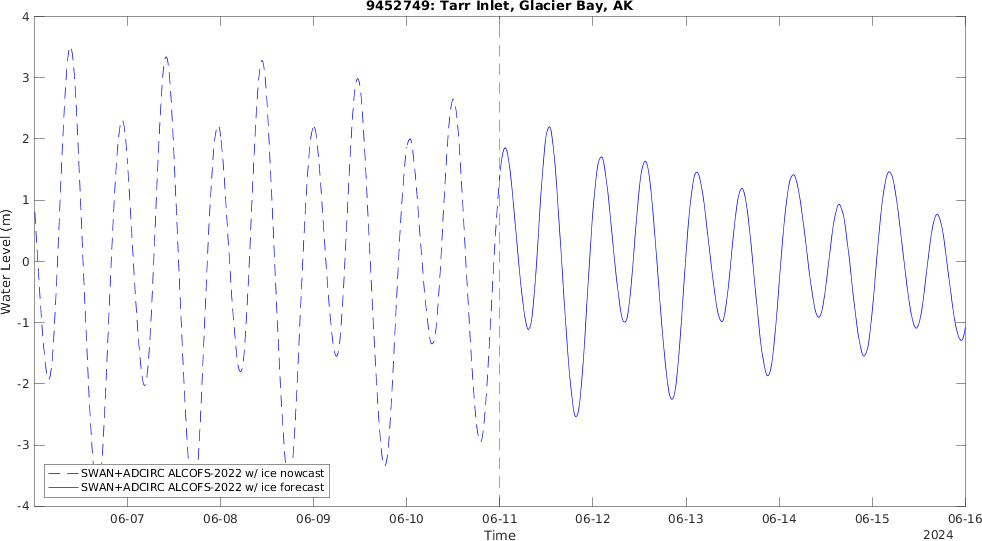 9452749: Tarr Inlet, Glacier Bay, AK
Water Level (m)
4
3
2
1
0
-1
-2
-3
-4
SWAN+ADCIRC ALCOFS-2022 w/ ice nowcast
SWAN+ADCIRC ALCOFS-2022 w/ ice forecast
06-07 06-08 06-09 06-10 06-11 06-12 06-13 06-14 06-15 06-16
Time
2024